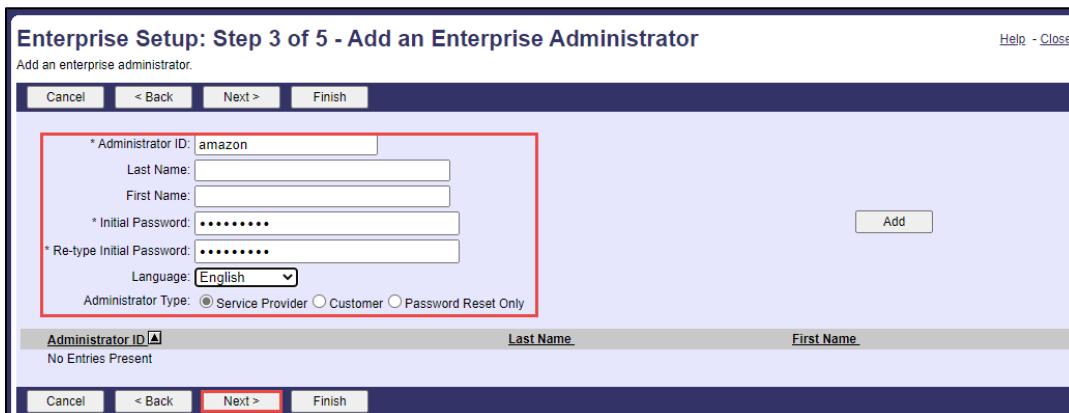 Enterprise Setup: Step 3 of 5 - Add an Enterprise Administrator
Help - Close
Add an enterprise administrator.
Cancel < Back Next > Finish
* Administrator ID: amazon
Last Name:
First Name:
* Initial Password: •••••••••
Add
* Re-type Initial Password: •••••••••
Language: English
Administrator Type: Service Provider Customer Password Reset Only
Administrator ID Last Name First Name
No Entries Present
Cancel < Back Next > Finish